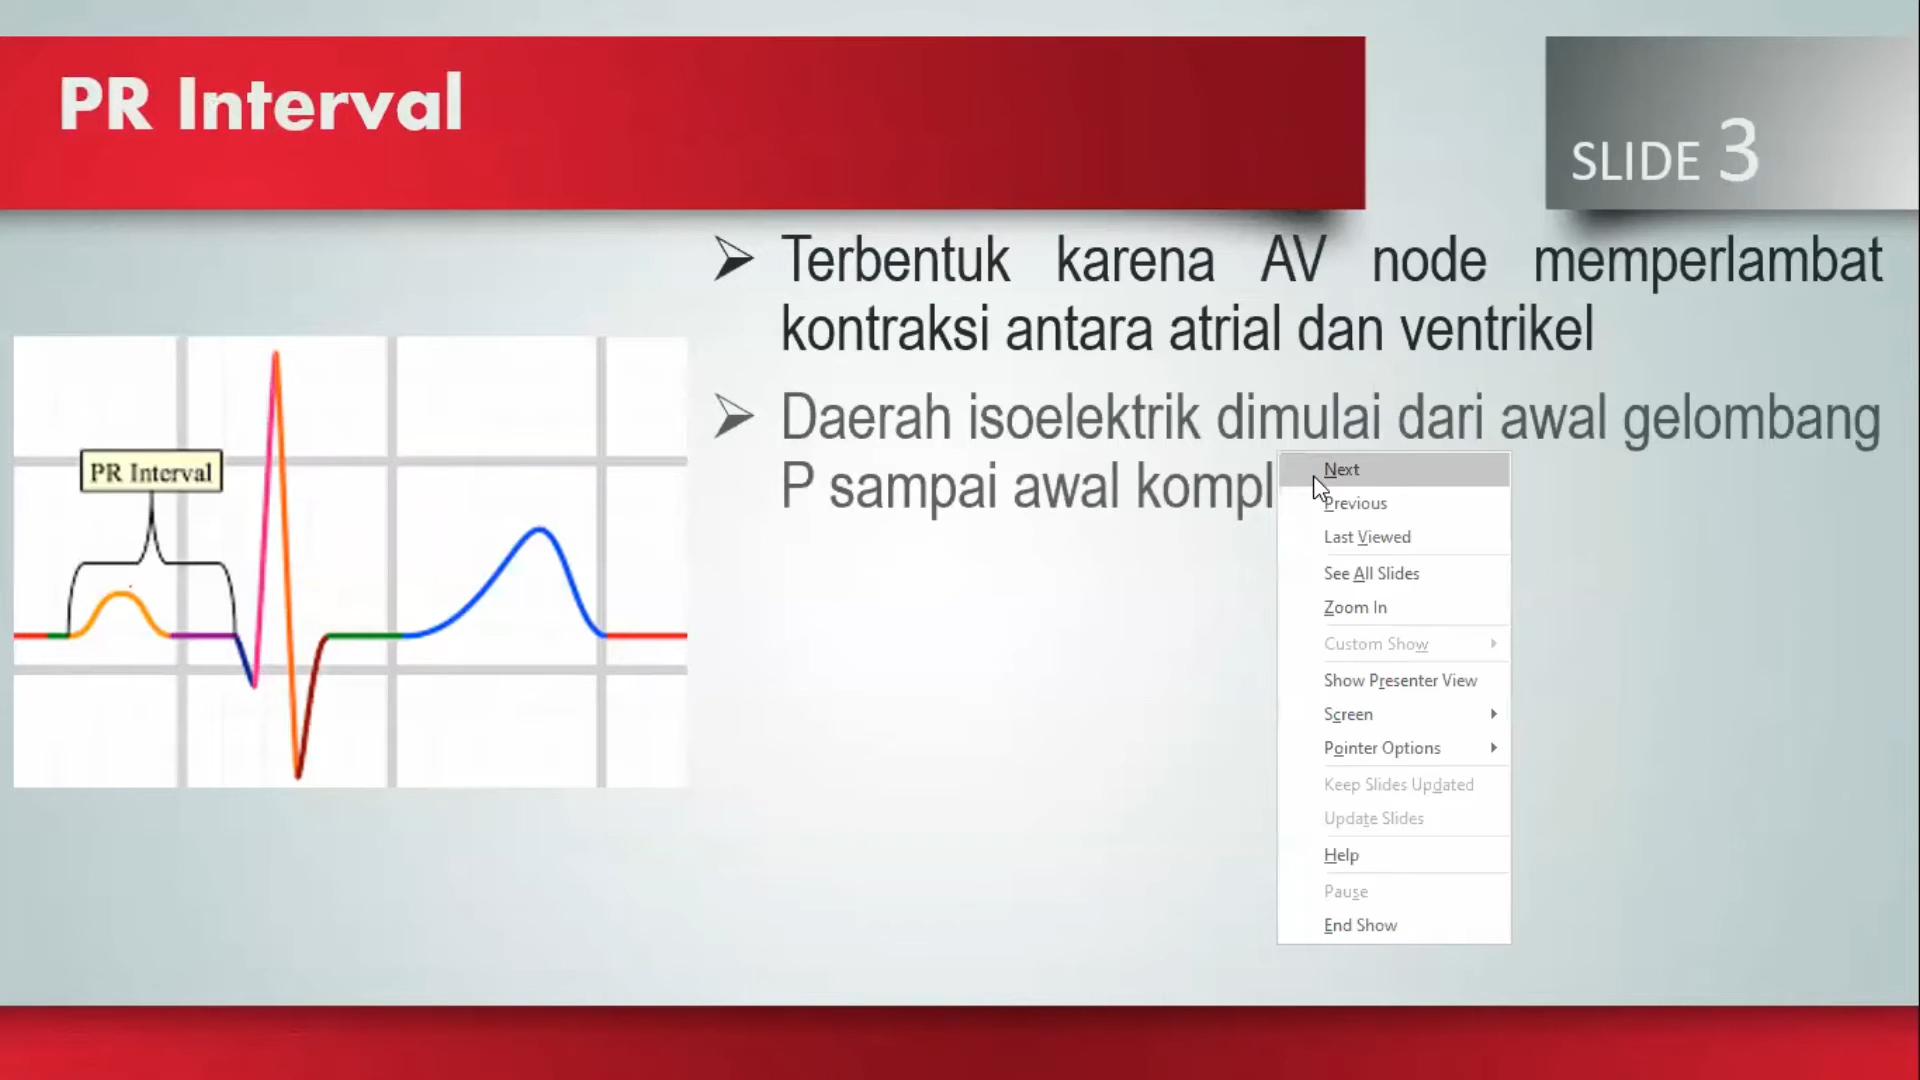 PR Interval
SLIDE 3
Terbentuk karena AV node memperlambat
kontraksi antara atrial dan ventrikel
Daerah isoelektrik dimulai dari awal gelombang
P sampai awal kompl
PR Interval
Next
Previous
Last Viewed
See All Slides
Zoom In
Custom Show
Show Presenter View
Screen
Pointer Options
Keep Slides Updated
Update Slides
Help
Pause
End Show